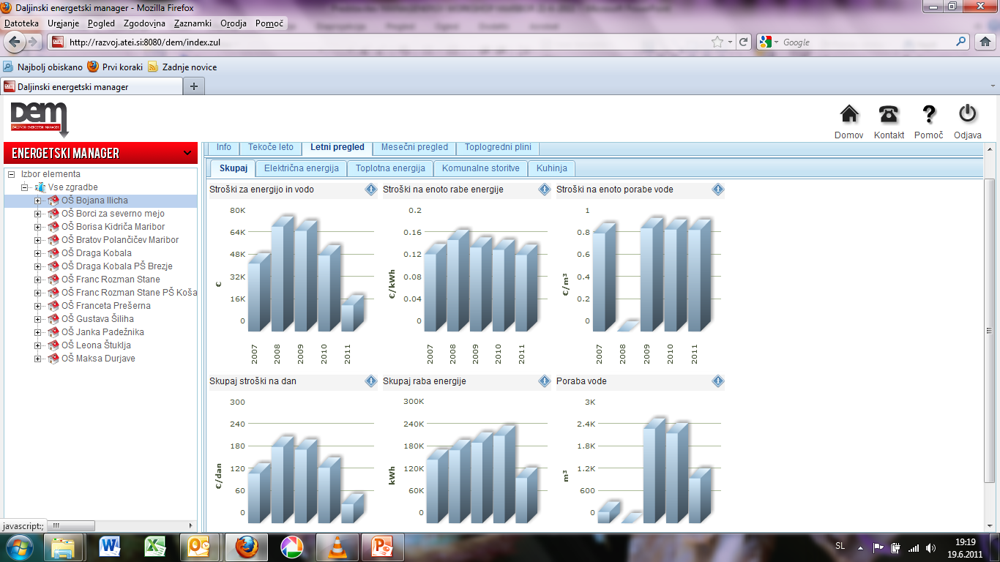 Daljinski energetski manager - Mozilla Firefox
Datoteka Urejanje Pogled Zgodovina Zaznamki Orodja Pomoč
http://razvoj.atei.si:8080/dem/index.zul
Google
Najbolj obiskano Prvi koraki Zadnje novice
Daljinski energetski manager
DEM
DALJINSKI ENERGETSKI MANAGER
Domov Kontakt Pomoč Odjava
ENERGETSKI MANAGER
Izbor elementa
Vse zgradbe
OŠ Bojana Ilicha
OŠ Borci za severno mejo
OŠ Borisa Kidriča Maribor
OŠ Bratov Polančičev Maribor
OŠ Draga Kobala
OŠ Draga Kobala PŠ Brezje
OŠ Franc Rozman Stane
OŠ Franc Rozman Stane PŠ Koša
OŠ Franceta Prešerna
OŠ Gustava Šiliha
OŠ Janka Padežnika
OŠ Leona Štuklja
OŠ Maksa Durjave
javascript:;
Info Tekoče leto Letni pregled Mesečni pregled Toplogredni plini
Skupaj Električna energija Toplotna energija Komunalne storitve Kuhinja
Stroški za energijo in vodo
80K
64K
48K
32K
16K
0
€
2007 2008 2009 2010 2011
Stroški na enoto rabe energije
0.2
0.16
0.12
0.08
0.04
0
€/kWh
2007 2008 2009 2010 2011
Stroški na enoto porabe vode
1
0.8
0.6
0.4
0.2
0
€/m³
2007 2008 2009 2010 2011
Skupaj stroški na dan
300
240
180
120
60
0
€/dan
Skupaj raba energije
300K
240K
180K
120K
60K
0
kWh
Poraba vode
3K
2.4K
1.8K
1.2K
600
0
m³
SL
19:19
19.6.2011